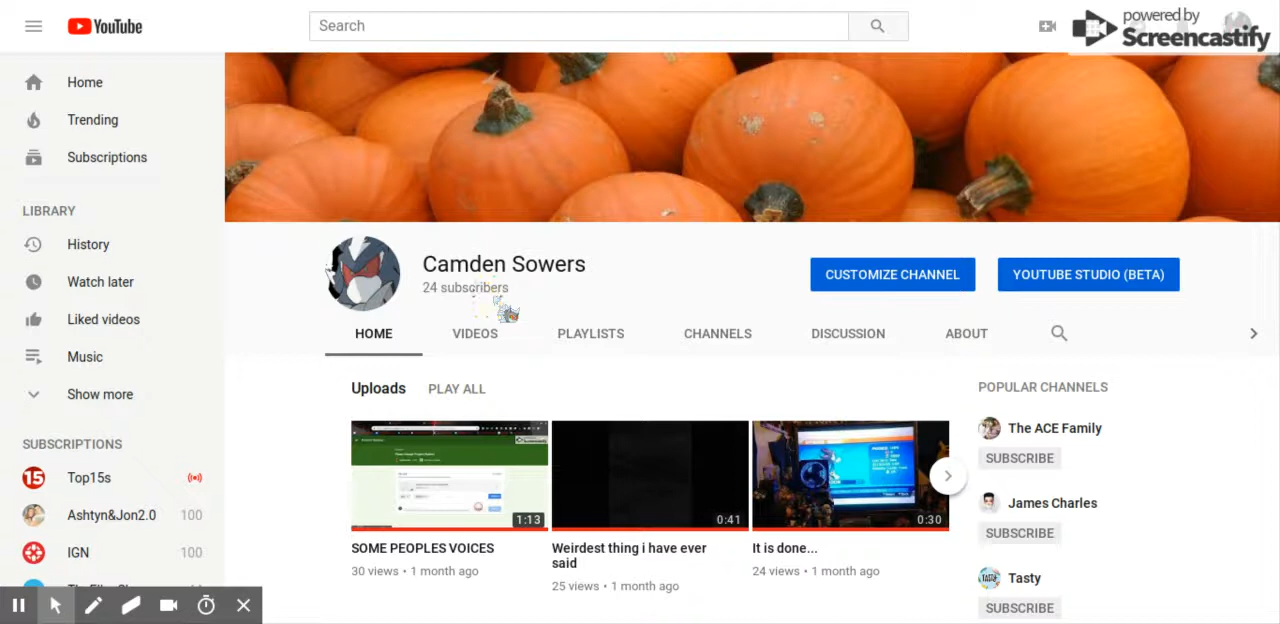 YouTube
Search
powered by
Screencastify
Home
Trending
Subscriptions
LIBRARY
History
Watch later
Liked videos
Music
Show more
SUBSCRIPTIONS
Top15s
Ashtyn&Jon2.0 100
IGN 100
Camden Sowers
24 subscribers
CUSTOMIZE CHANNEL
YOUTUBE STUDIO (BETA)
HOME VIDEOS PLAYLISTS CHANNELS DISCUSSION ABOUT
Uploads PLAY ALL
1:13
SOME PEOPLES VOICES
30 views • 1 month ago
0:41
Weirdest thing i have ever
said
25 views • 1 month ago
0:30
It is done...
24 views • 1 month ago
POPULAR CHANNELS
The ACE Family
SUBSCRIBE
James Charles
SUBSCRIBE
Tasty
SUBSCRIBE